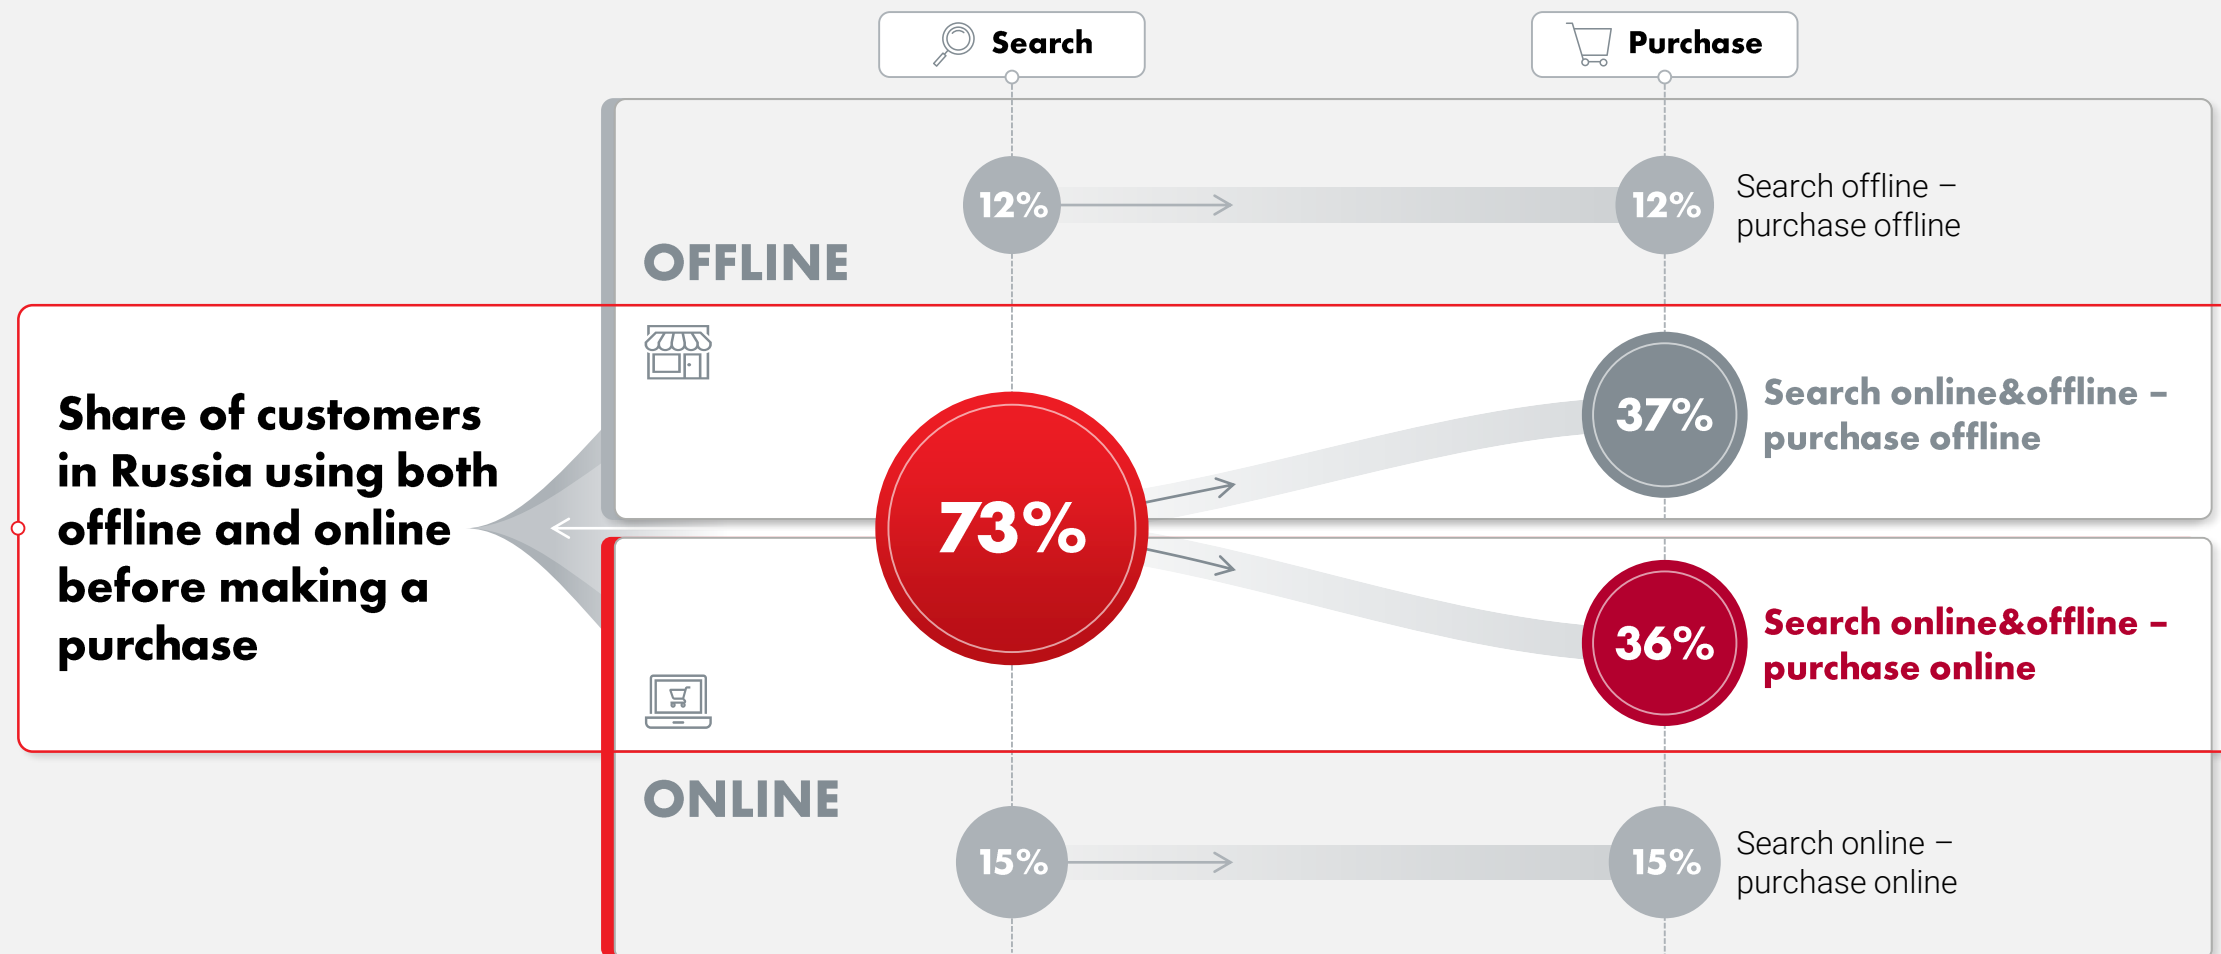 Search
Purchase
12%
12%
Search offline –
purchase offline
OFFLINE
Share of customers
in Russia using both
offline and online
before making a
purchase
73%
37%
Search online&offline –
purchase offline
36%
Search online&offline –
purchase online
ONLINE
15%
15%
Search online –
purchase online